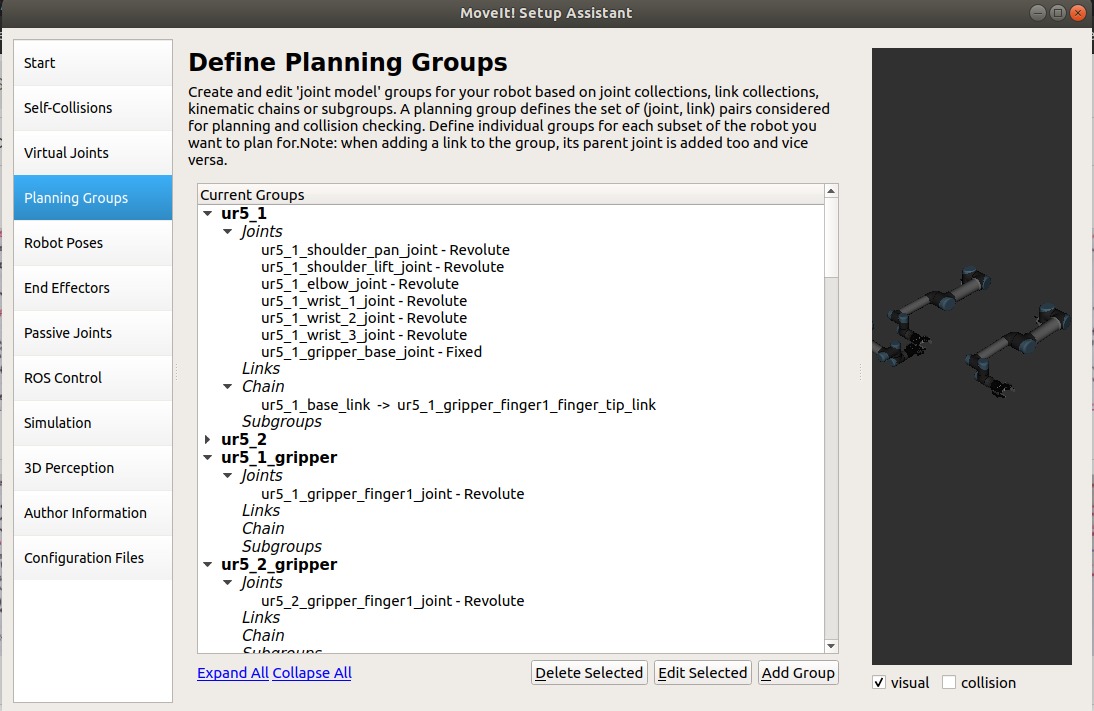 MoveIt! Setup Assistant
Start
Self-Collisions
Virtual Joints
Planning Groups
Robot Poses
End Effectors
Passive Joints
ROS Control
Simulation
3D Perception
Author Information
Configuration Files
Define Planning Groups
Create and edit 'joint model' groups for your robot based on joint collections, link collections,
kinematic chains or subgroups. A planning group defines the set of (joint, link) pairs considered
for planning and collision checking. Define individual groups for each subset of the robot you
want to plan for.Note: when adding a link to the group, its parent joint is added too and vice
versa.
Current Groups
ur5_1
Joints
ur5_1_shoulder_pan_joint - Revolute
ur5_1_shoulder_lift_joint - Revolute
ur5_1_elbow_joint - Revolute
ur5_1_wrist_1_joint - Revolute
ur5_1_wrist_2_joint - Revolute
ur5_1_wrist_3_joint - Revolute
ur5_1_gripper_base_joint - Fixed
Links
Chain
ur5_1_base_link -> ur5_1_gripper_finger1_finger_tip_link
Subgroups
ur5_2
ur5_1_gripper
Joints
ur5_1_gripper_finger1_joint - Revolute
Links
Chain
Subgroups
ur5_2_gripper
Joints
ur5_2_gripper_finger1_joint - Revolute
Links
Chain
Subgroups
Expand All Collapse All
Delete Selected Edit Selected Add Group
visual collision